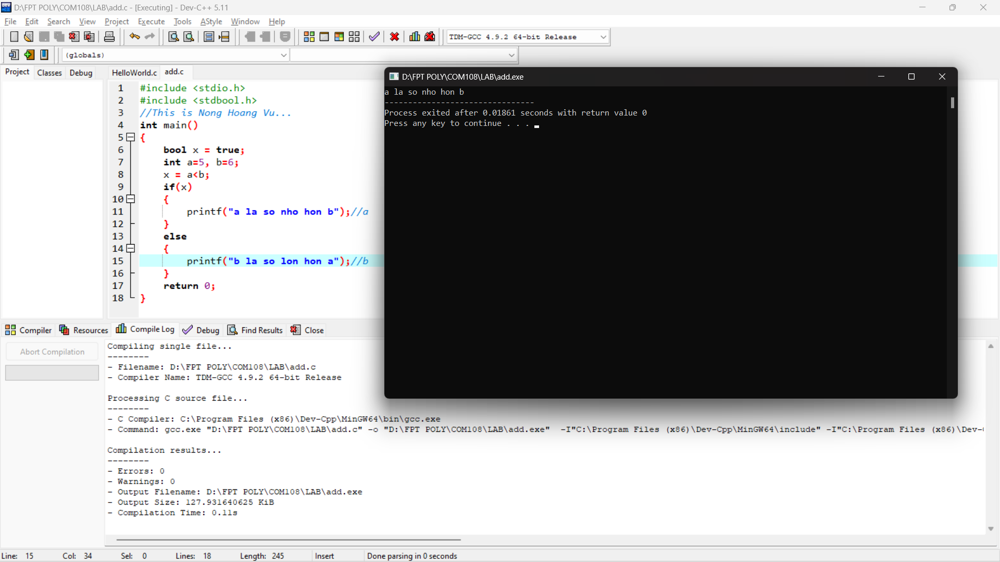 D:\FPT POLY\COM108\LAB\add.c - [Executing] - Dev-C++ 5.11
File Edit Search View Project Execute Tools AStyle Window Help
TDM-GCC 4.9.2 64-bit Release
(globals)
Project Classes Debug
HelloWorld.c add.c
1 #include <stdio.h>
2 #include <stdbool.h>
3 //This is Nong Hoang Vu...
4 int main()
5 {
6 bool x = true;
7 int a=5, b=6;
8 x = a<b;
9 if(x)
10 {
11 printf("a la so nho hon b");//a
12 }
13 else
14 {
15 printf("b la so lon hon a");//b
16 }
17 return 0;
18 }
D:\FPT POLY\COM108\LAB\add.exe
a la so nho hon b
--------------------------------
Process exited after 0.01861 seconds with return value 0
Press any key to continue . . .
Compiler Resources Compile Log Debug Find Results Close
Abort Compilation
Compiling single file...
--------
- Filename: D:\FPT POLY\COM108\LAB\add.c
- Compiler Name: TDM-GCC 4.9.2 64-bit Release
Processing C source file...
--------
- C Compiler: C:\Program Files (x86)\Dev-Cpp\MinGW64\bin\gcc.exe
- Command: gcc.exe "D:\FPT POLY\COM108\LAB\add.c" -o "D:\FPT POLY\COM108\LAB\add.exe" -I"C:\Program Files (x86)\Dev-Cpp\MinGW64\include" -I"C:\Program Files (x86)\Dev-
Compilation results...
--------
- Errors: 0
- Warnings: 0
- Output Filename: D:\FPT POLY\COM108\LAB\add.exe
- Output Size: 127.931640625 KiB
- Compilation Time: 0.11s
Line: 15 Col: 34 Sel: 0 Lines: 18 Length: 245 Insert Done parsing in 0 seconds